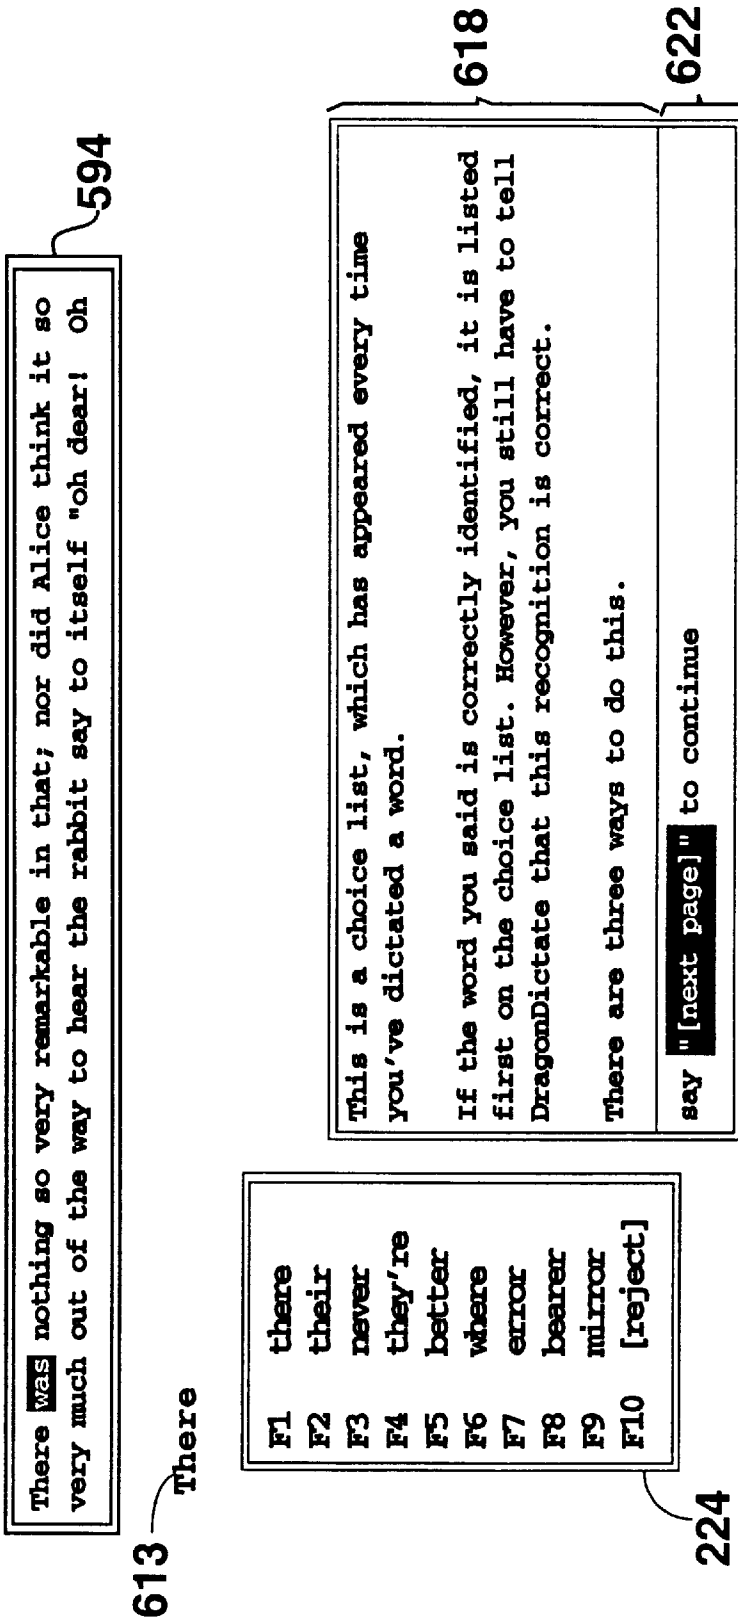 594
There was nothing so very remarkable in that; nor did Alice think it so
very much out of the way to hear the rabbit say to itself "oh dear!  Oh
613
There
F1 there
F2 their
F3 never
F4 they're
F5 better
F6 where
F7 error
F8 bearer
F9 mirror
F10 [reject]
224
This is a choice list, which has appeared every time
you've dictated a word.
If the word you said is correctly identified, it is listed
first on the choice list. However, you still have to tell
DragonDictate that this recognition is correct.
There are three ways to do this.
618
say "[next page]" to continue
622